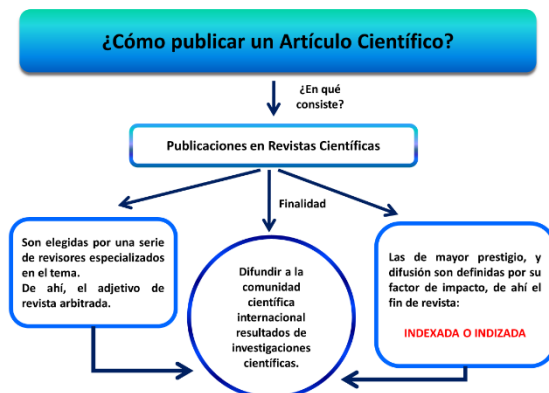 ¿Cómo publicar un Artículo Científico?
¿En qué
consiste?
Publicaciones en Revistas Científicas
Finalidad
Son elegidas por una serie
de revisores especializados
en el tema.
De ahí, el adjetivo de
revista arbitrada.
Difundir a la
comunidad
científica
internacional
resultados de
investigaciones
científicas.
Las de mayor prestigio, y
difusión son definidas por su
factor de impacto, de ahí el
fin de revista:
INDEXADA O INDIZADA